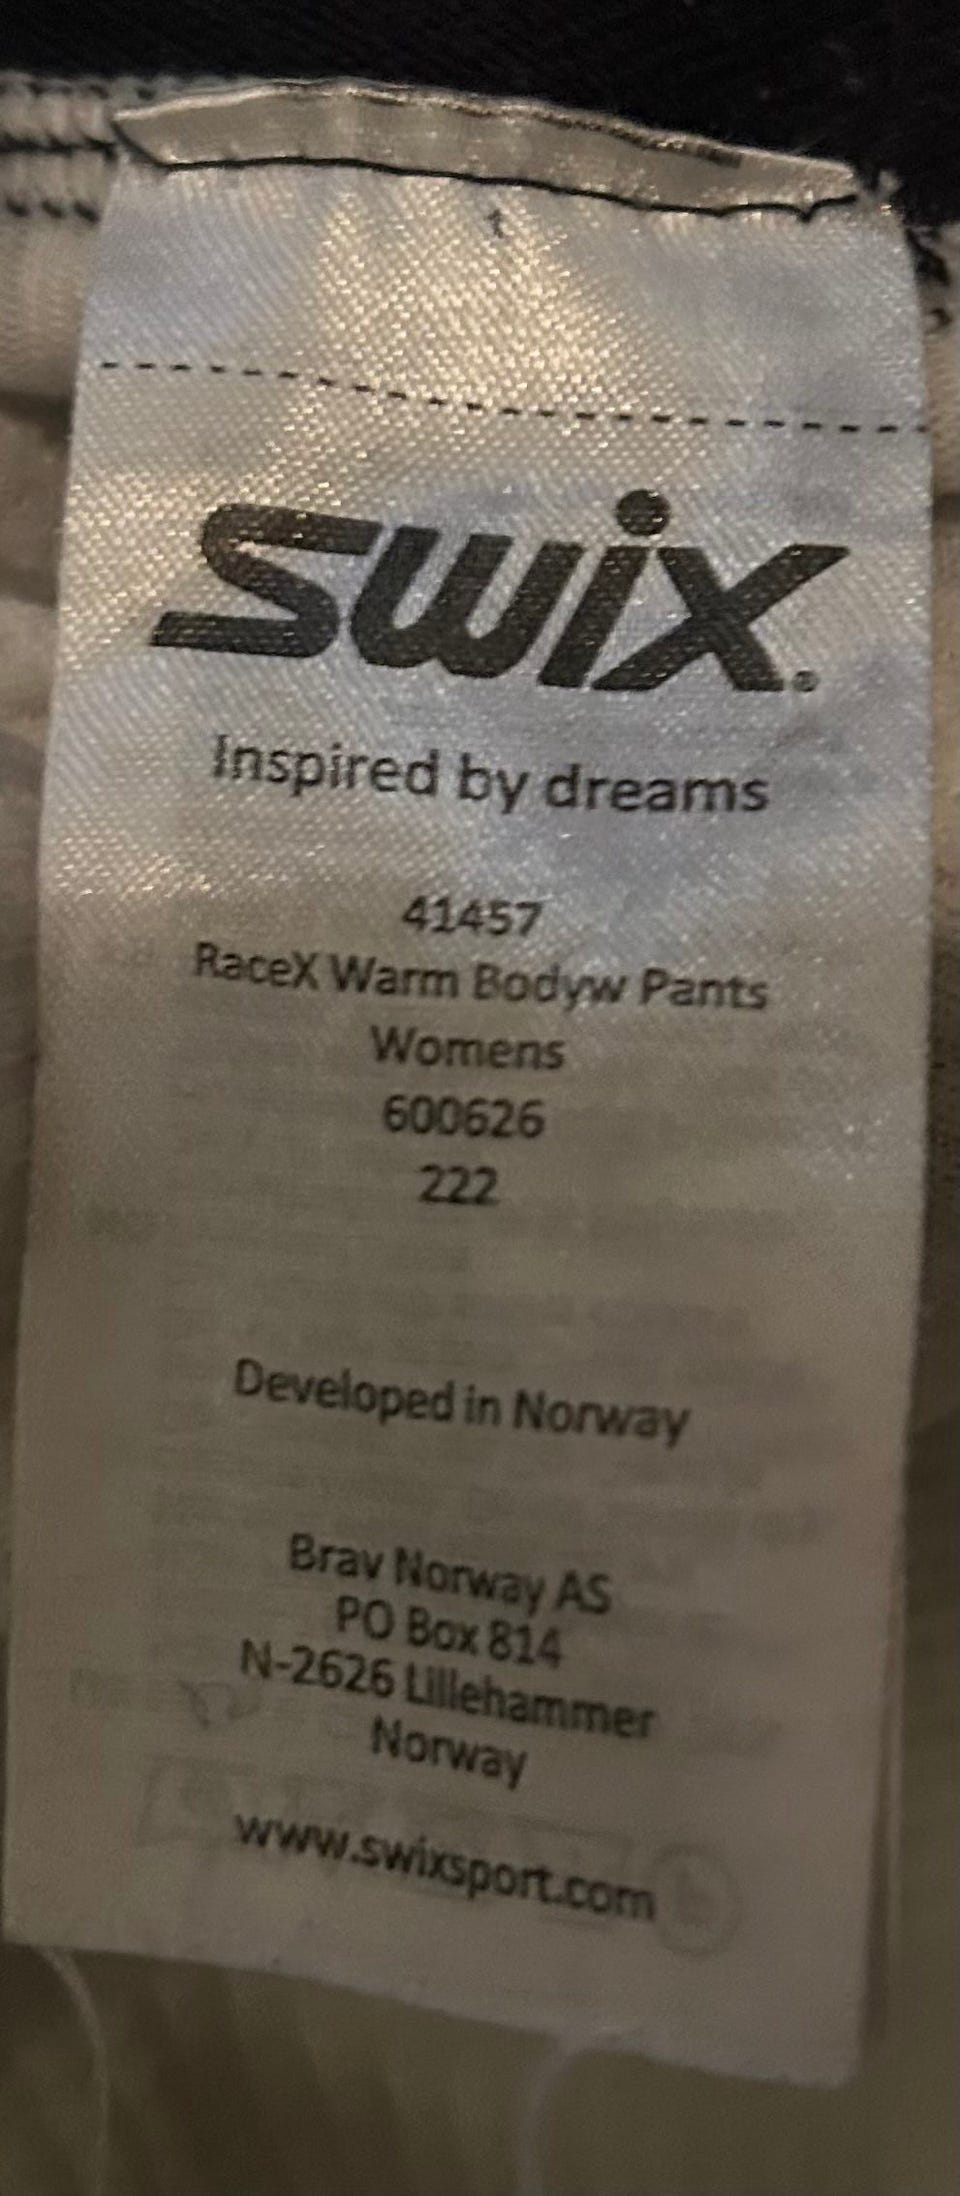 swix
Inspired by dreams
41457
RaceX Warm Bodyw Pants
Womens
600626
222
Developed in Norway
Brav Norway AS
PO Box 814
N-2626 Lillehammer
Norway
www.swixsport.com